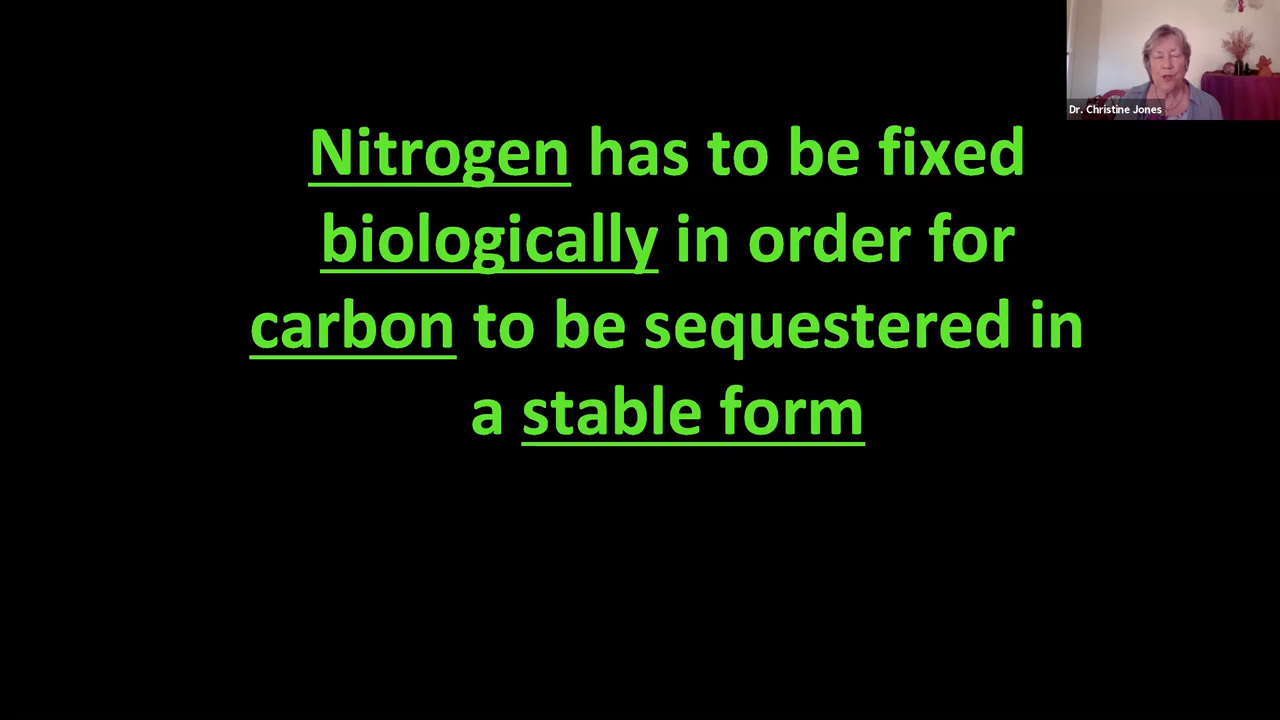 Dr. Christine Jones
Nitrogen has to be fixed
biologically in order for
carbon to be sequestered in
a stable form